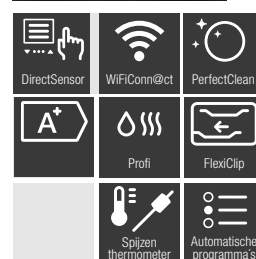 DirectSensor
WiFiConn@ct
PerfectClean
A+
Profi
FlexiClip
Spijzen
thermometer
Automatische
programma's